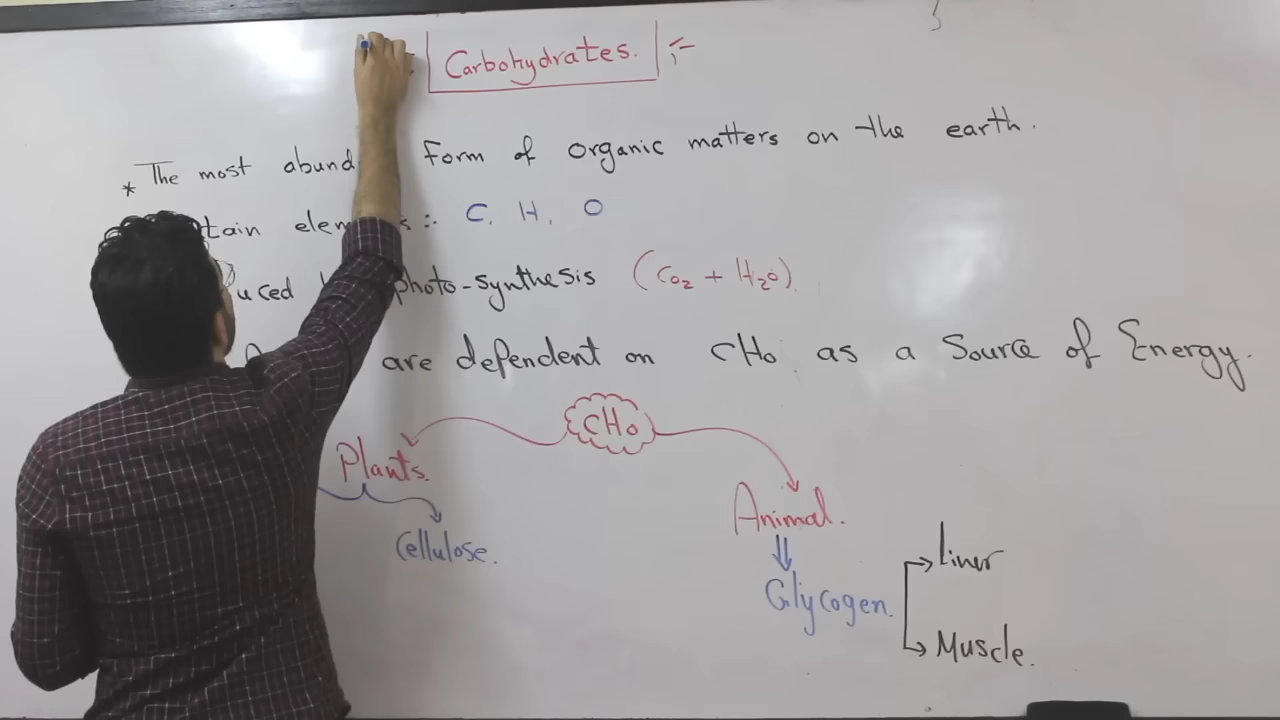 Carbohydrates. :-
* The most abund form of organic matters on the earth.
tain elem s :- C, H, O
uced photo-synthesis (CO2 + H2O).
are dependent on CHO as a Source of Energy.
CHO
Plants. Animal.
Cellulose. Glycogen.
Liver
Muscle.